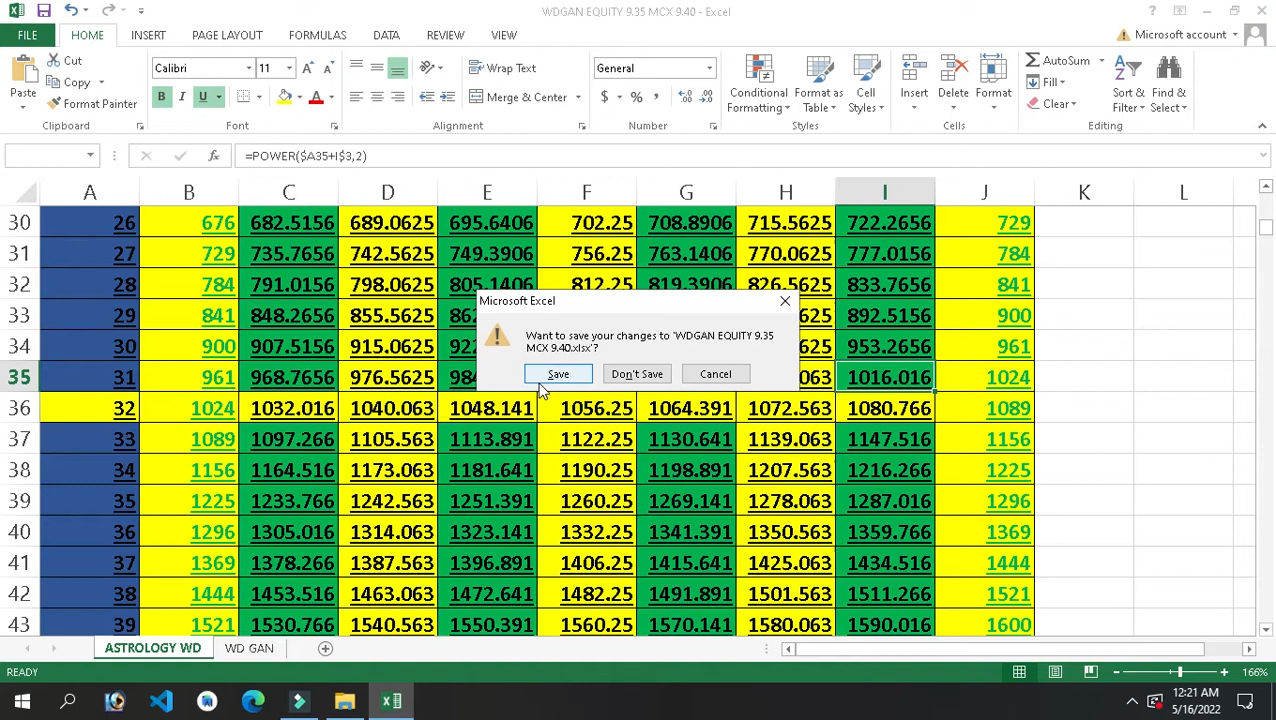 WDGAN EQUITY 9.35 MCX 9.40 - Excel
FILE HOME INSERT PAGE LAYOUT FORMULAS DATA REVIEW VIEW Microsoft account
Paste Cut Copy Format Painter
Calibri 11 B I U
Wrap Text Merge & Center
General $ % ,
Conditional Formatting Format as Table Cell Styles
Insert Delete Format
AutoSum Fill Clear Sort & Filter Find & Select
Clipboard Font Alignment Number Styles Cells Editing
fx =POWER($A35+I$3,2)
A B C D E F G H I J K L
30 26 676 682.5156 689.0625 695.6406 702.25 708.8906 715.5625 722.2656 729
31 27 729 735.7656 742.5625 749.3906 756.25 763.1406 770.0625 777.0156 784
32 28 784 791.0156 798.0625 805.1406 812.25 819.3906 826.5625 833.7656 841
33 29 841 848.2656 855.5625 892.5156 900
34 30 900 907.5156 915.0625 953.2656 961
35 31 961 968.7656 976.5625 1016.016 1024
Microsoft Excel
Want to save your changes to 'WDGAN EQUITY 9.35
MCX 9.40.xlsx'?
Save Don't Save Cancel
36 32 1024 1032.016 1040.063 1048.141 1056.25 1064.391 1072.563 1080.766 1089
37 33 1089 1097.266 1105.563 1113.891 1122.25 1130.641 1139.063 1147.516 1156
38 34 1156 1164.516 1173.063 1181.641 1190.25 1198.891 1207.563 1216.266 1225
39 35 1225 1233.766 1242.563 1251.391 1260.25 1269.141 1278.063 1287.016 1296
40 36 1296 1305.016 1314.063 1323.141 1332.25 1341.391 1350.563 1359.766 1369
41 37 1369 1378.266 1387.563 1396.891 1406.25 1415.641 1425.063 1434.516 1444
42 38 1444 1453.516 1463.063 1472.641 1482.25 1491.891 1501.563 1511.266 1521
43 39 1521 1530.766 1540.563 1550.391 1560.25 1570.141 1580.063 1590.016 1600
ASTROLOGY WD WD GAN
READY 166%
12:21 AM
5/16/2022